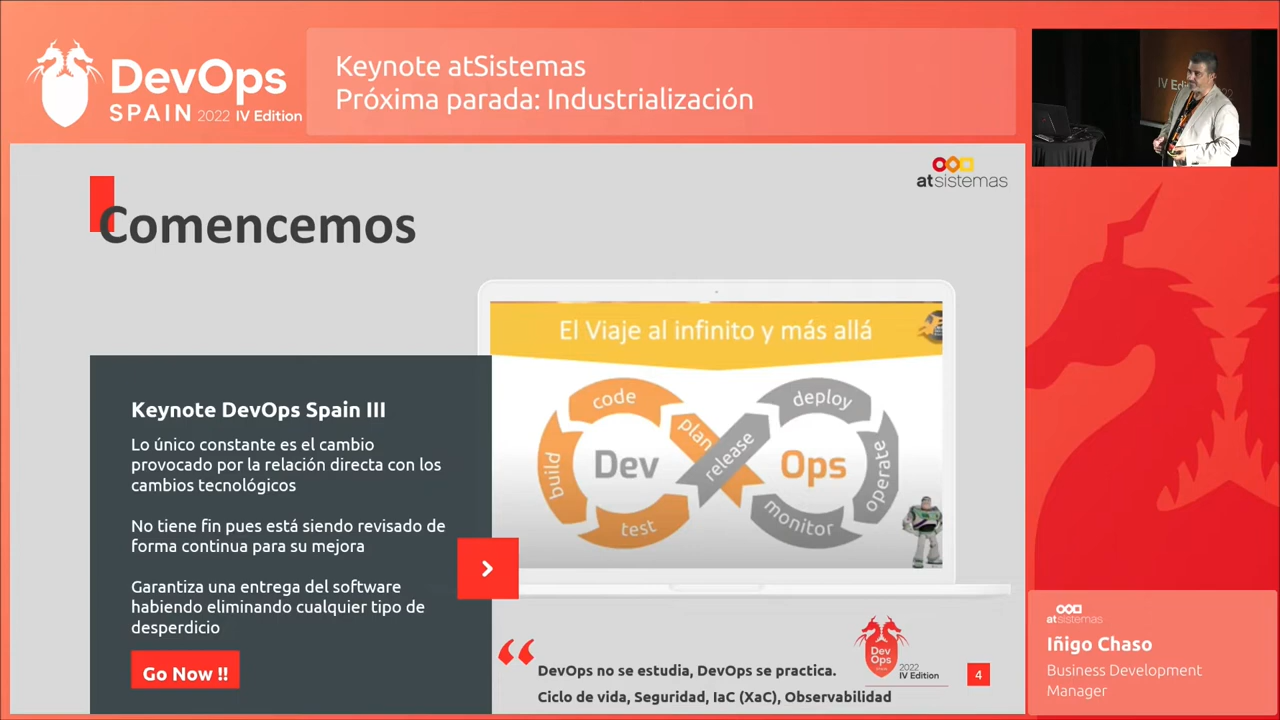 DevOps
SPAIN 2022 IV Edition
Keynote atSistemas
Próxima parada: Industrialización
IV Edi
2022
atsistemas
Comencemos
El Viaje al infinito y más allá
code
plan
build
test
Dev
release
deploy
operate
monitor
Ops
Keynote DevOps Spain III
Lo único constante es el cambio
provocado por la relación directa con los
cambios tecnológicos
No tiene fin pues está siendo revisado de
forma continua para su mejora
Garantiza una entrega del software
habiendo eliminando cualquier tipo de
desperdicio
Go Now !!
“ DevOps no se estudia, DevOps se practica.
Ciclo de vida, Seguridad, IaC (XaC), Observabilidad
Dev
Ops
2022
IV Edition
4
atsistemas
Iñigo Chaso
Business Development
Manager